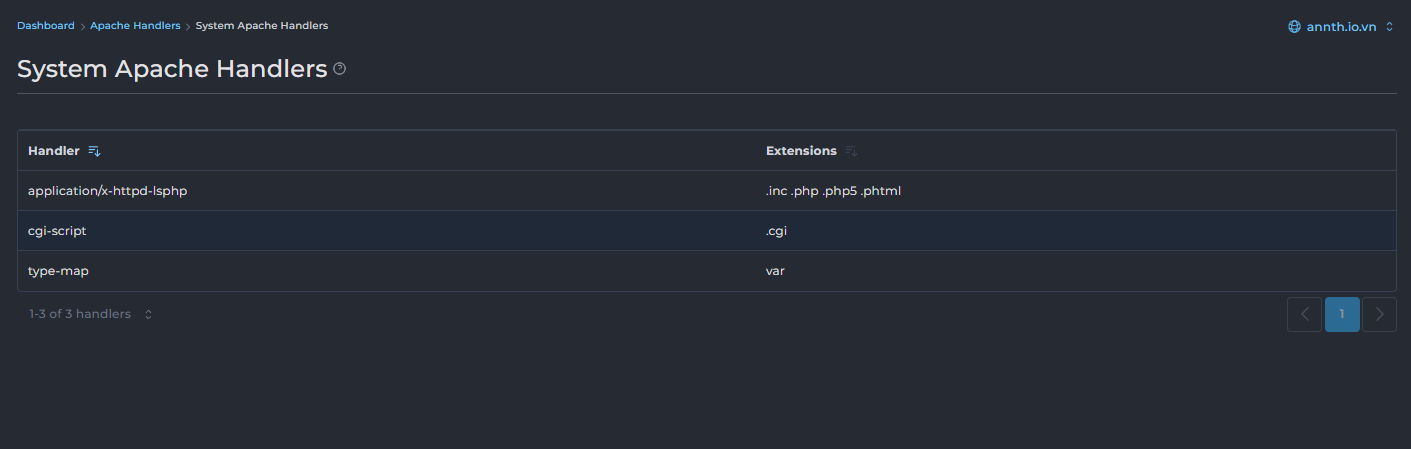 Dashboard > Apache Handlers > System Apache Handlers
annth.io.vn
System Apache Handlers
Handler Extensions
application/x-httpd-lsphp .inc .php .php5 .phtml
cgi-script .cgi
type-map var
1-3 of 3 handlers
1